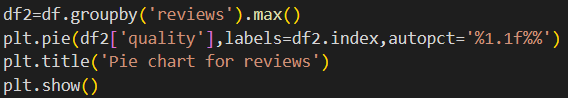 df2=df.groupby('reviews').max()
plt.pie(df2['quality'],labels=df2.index,autopct='%1.1f%%')
plt.title('Pie chart for reviews')
plt.show()